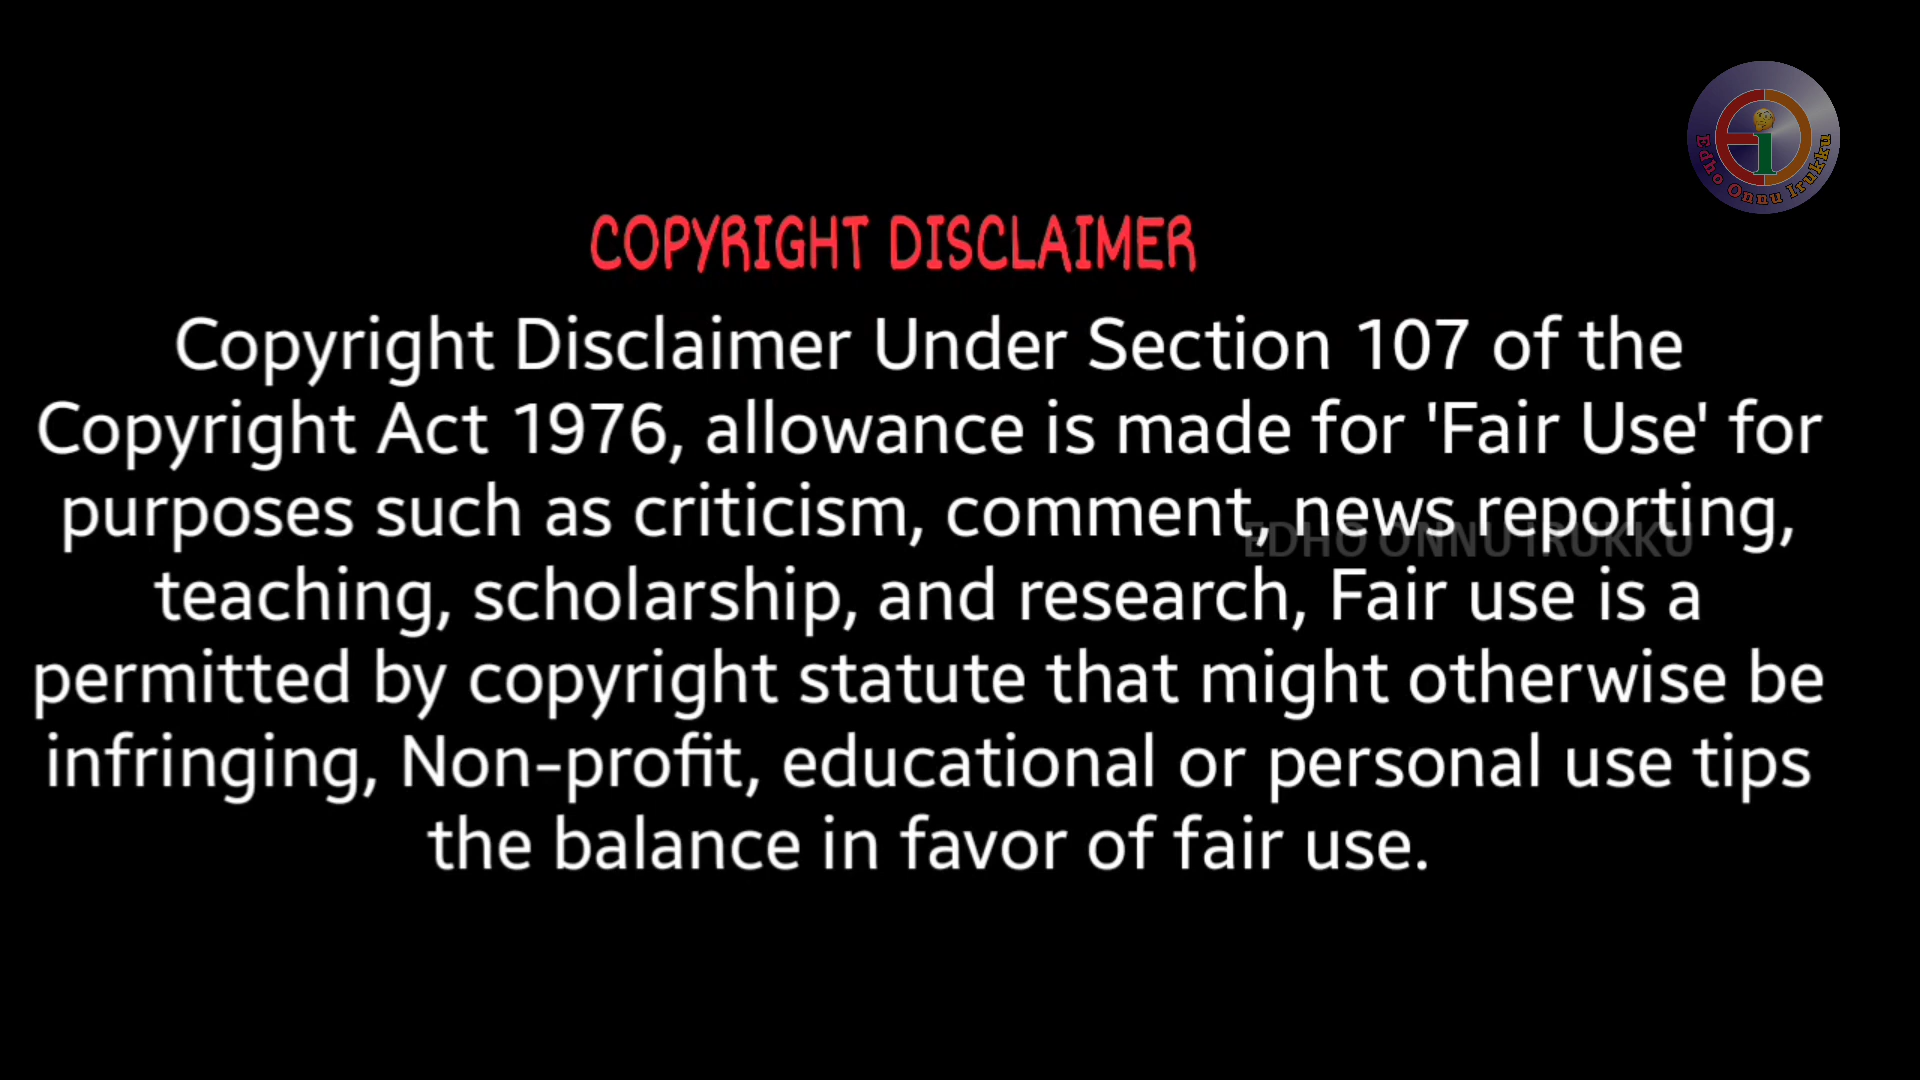 Edho Onnu Irukku
COPYRIGHT DISCLAIMER
Copyright Disclaimer Under Section 107 of the
Copyright Act 1976, allowance is made for 'Fair Use' for
purposes such as criticism, comment, news reporting,
EDHO ONNU IRUKKU
teaching, scholarship, and research, Fair use is a
permitted by copyright statute that might otherwise be
infringing, Non-profit, educational or personal use tips
the balance in favor of fair use.